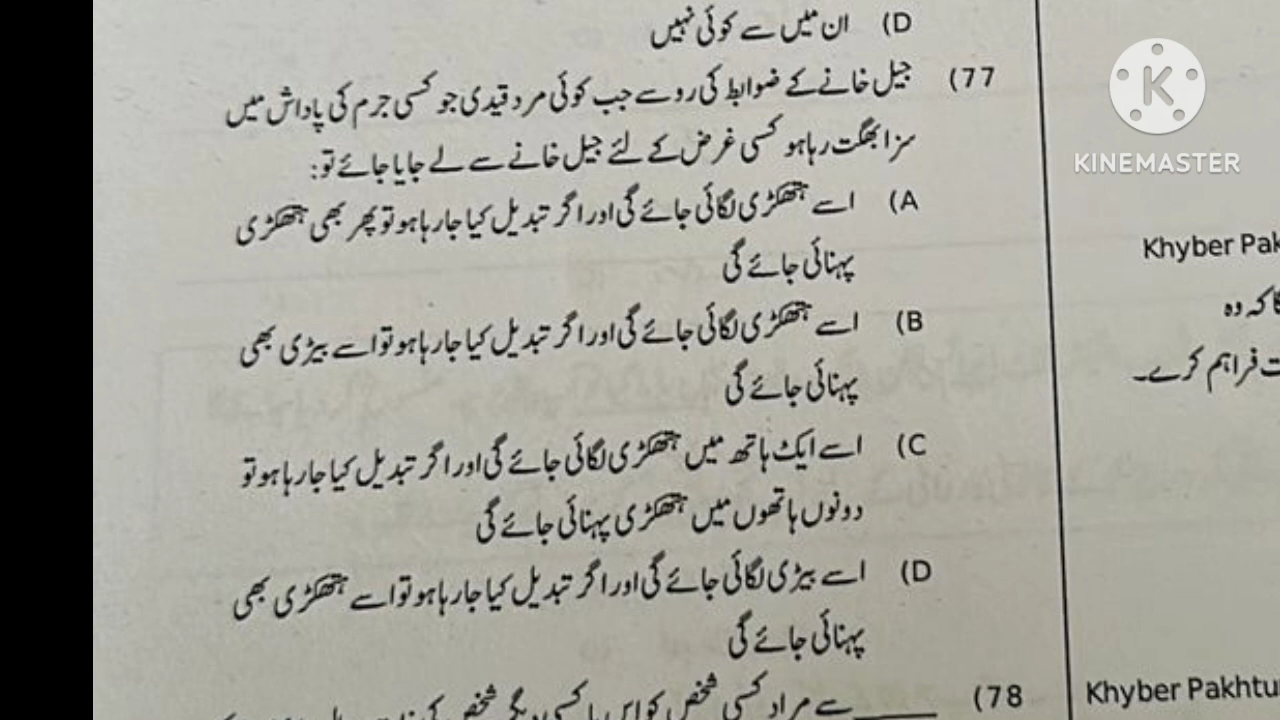 D) ان میں سے کوئی نہیں
77) جیل خانے کے ضوابط کی رو سے جب کوئی مرد قیدی جو کسی جرم کی پاداش میں
سزا بھگت رہا ہو کسی غرض کے لئے جیل خانے سے لے جایا جائے تو:
A) اسے ہتھکڑی لگائی جائے گی اور اگر تبدیل کیا جا رہا ہو تو پھر بھی ہتھکڑی
پہنائی جائے گی
B) اسے ہتھکڑی لگائی جائے گی اور اگر تبدیل کیا جا رہا ہو تو اسے بیڑی بھی
پہنائی جائے گی
C) اسے ایک ہاتھ میں ہتھکڑی لگائی جائے گی اور اگر تبدیل کیا جا رہا ہو تو
دونوں ہاتھوں میں ہتھکڑی پہنائی جائے گی
D) اسے بیڑی لگائی جائے گی اور اگر تبدیل کیا جا رہا ہو تو اسے ہتھکڑی بھی
پہنائی جائے گی
78) ______ سے مراد کسی شخص کو اس یا کسی دیگر شخص کی
KINEMASTER
Khyber Pak
کہ وہ
فراہم کرے۔
Khyber Pakhtu